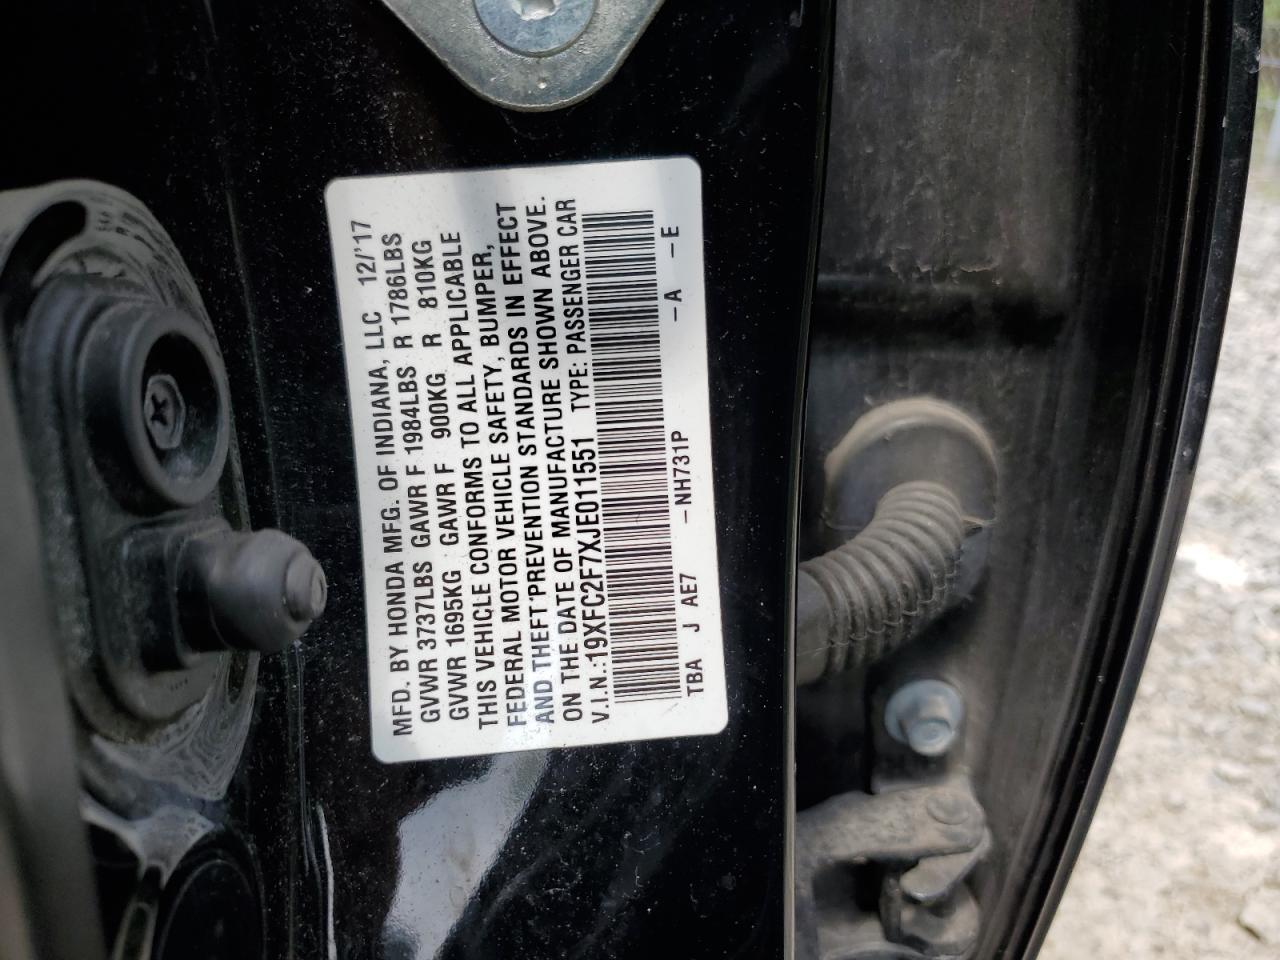 MFD. BY HONDA MFG. OF INDIANA, LLC 12/'17
GVWR 3737LBS GAWR F 1984LBS R 1786LBS
GVWR 1695KG GAWR F 900KG R 810KG
THIS VEHICLE CONFORMS TO ALL APPLICABLE
FEDERAL MOTOR VEHICLE SAFETY, BUMPER,
AND THEFT PREVENTION STANDARDS IN EFFECT
ON THE DATE OF MANUFACTURE SHOWN ABOVE.
V.I.N.:19XFC2F7XJE011551 TYPE: PASSENGER CAR
TBA J AE7 –NH731P –A –E